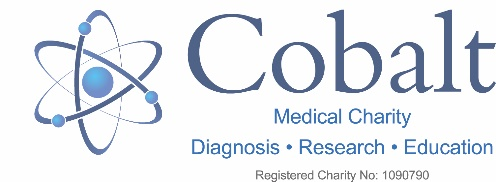 Cobalt
Medical Charity
Diagnosis • Research • Education
Registered Charity No: 1090790